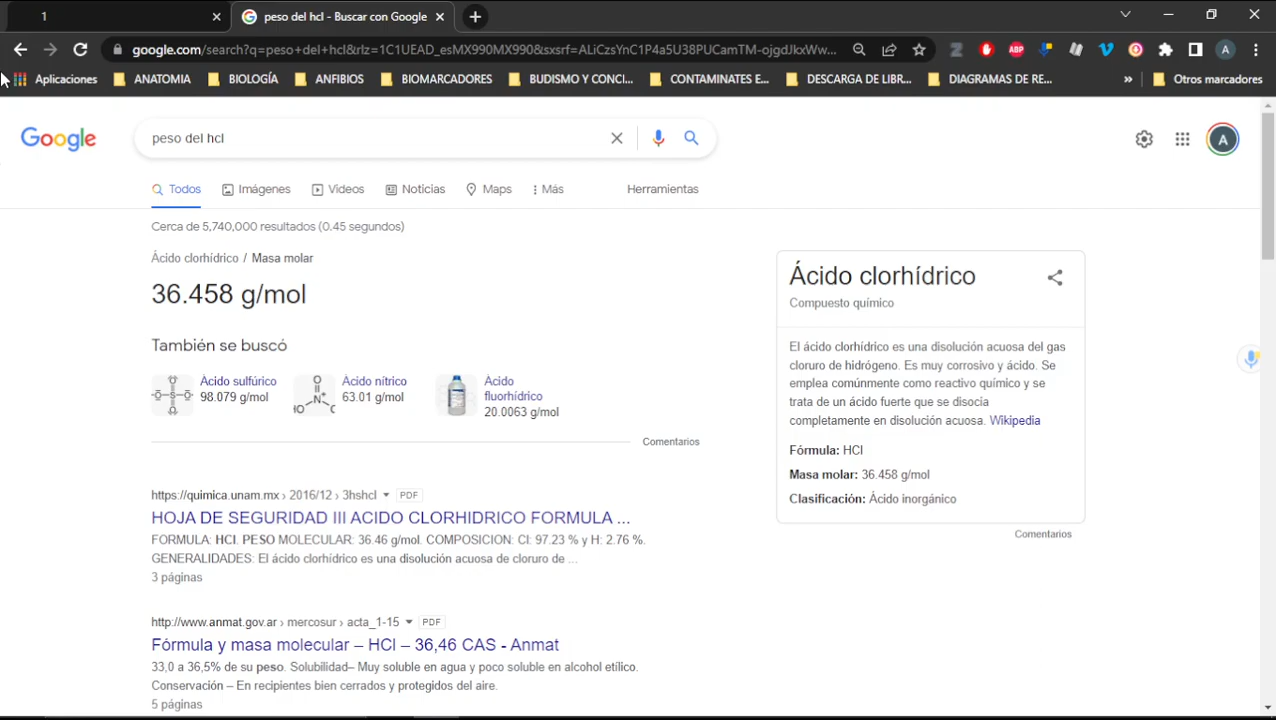 1
peso del hcl - Buscar con Google
google.com/search?q=peso+del+hcl&rlz=1C1UEAD_esMX990MX990&sxsrf=ALiCzsYnC1P4a5U38PUCamTM-ojgdJkxWw...
ABP
A
Aplicaciones
ANATOMIA
BIOLOGÍA
ANFIBIOS
BIOMARCADORES
BUDISMO Y CONCI...
CONTAMINATES E...
DESCARGA DE LIBR...
DIAGRAMAS DE RE...
»
Otros marcadores
Google
peso del hcl
A
Todos
Imágenes
Videos
Noticias
Maps
Más
Herramientas
Cerca de 5,740,000 resultados (0.45 segundos)
Ácido clorhídrico / Masa molar
36.458 g/mol
También se buscó
Ácido sulfúrico
98.079 g/mol
Ácido nítrico
63.01 g/mol
Ácido
fluorhídrico
20.0063 g/mol
Comentarios
https://quimica.unam.mx › 2016/12 › 3hshcl PDF
HOJA DE SEGURIDAD III ACIDO CLORHIDRICO FORMULA ...
FORMULA: HCl. PESO MOLECULAR: 36.46 g/mol. COMPOSICION: Cl: 97.23 % y H: 2.76 %.
GENERALIDADES: El ácido clorhídrico es una disolución acuosa de cloruro de ...
3 páginas
http://www.anmat.gov.ar › mercosur › acta_1-15 PDF
Fórmula y masa molecular – HCl – 36,46 CAS - Anmat
33,0 a 36,5% de su peso. Solubilidad– Muy soluble en agua y poco soluble en alcohol etílico.
Conservación – En recipientes bien cerrados y protegidos del aire.
5 páginas
Ácido clorhídrico
Compuesto químico
El ácido clorhídrico es una disolución acuosa del gas
cloruro de hidrógeno. Es muy corrosivo y ácido. Se
emplea comúnmente como reactivo químico y se
trata de un ácido fuerte que se disocia
completamente en disolución acuosa. Wikipedia
Fórmula: HCl
Masa molar: 36.458 g/mol
Clasificación: Ácido inorgánico
Comentarios